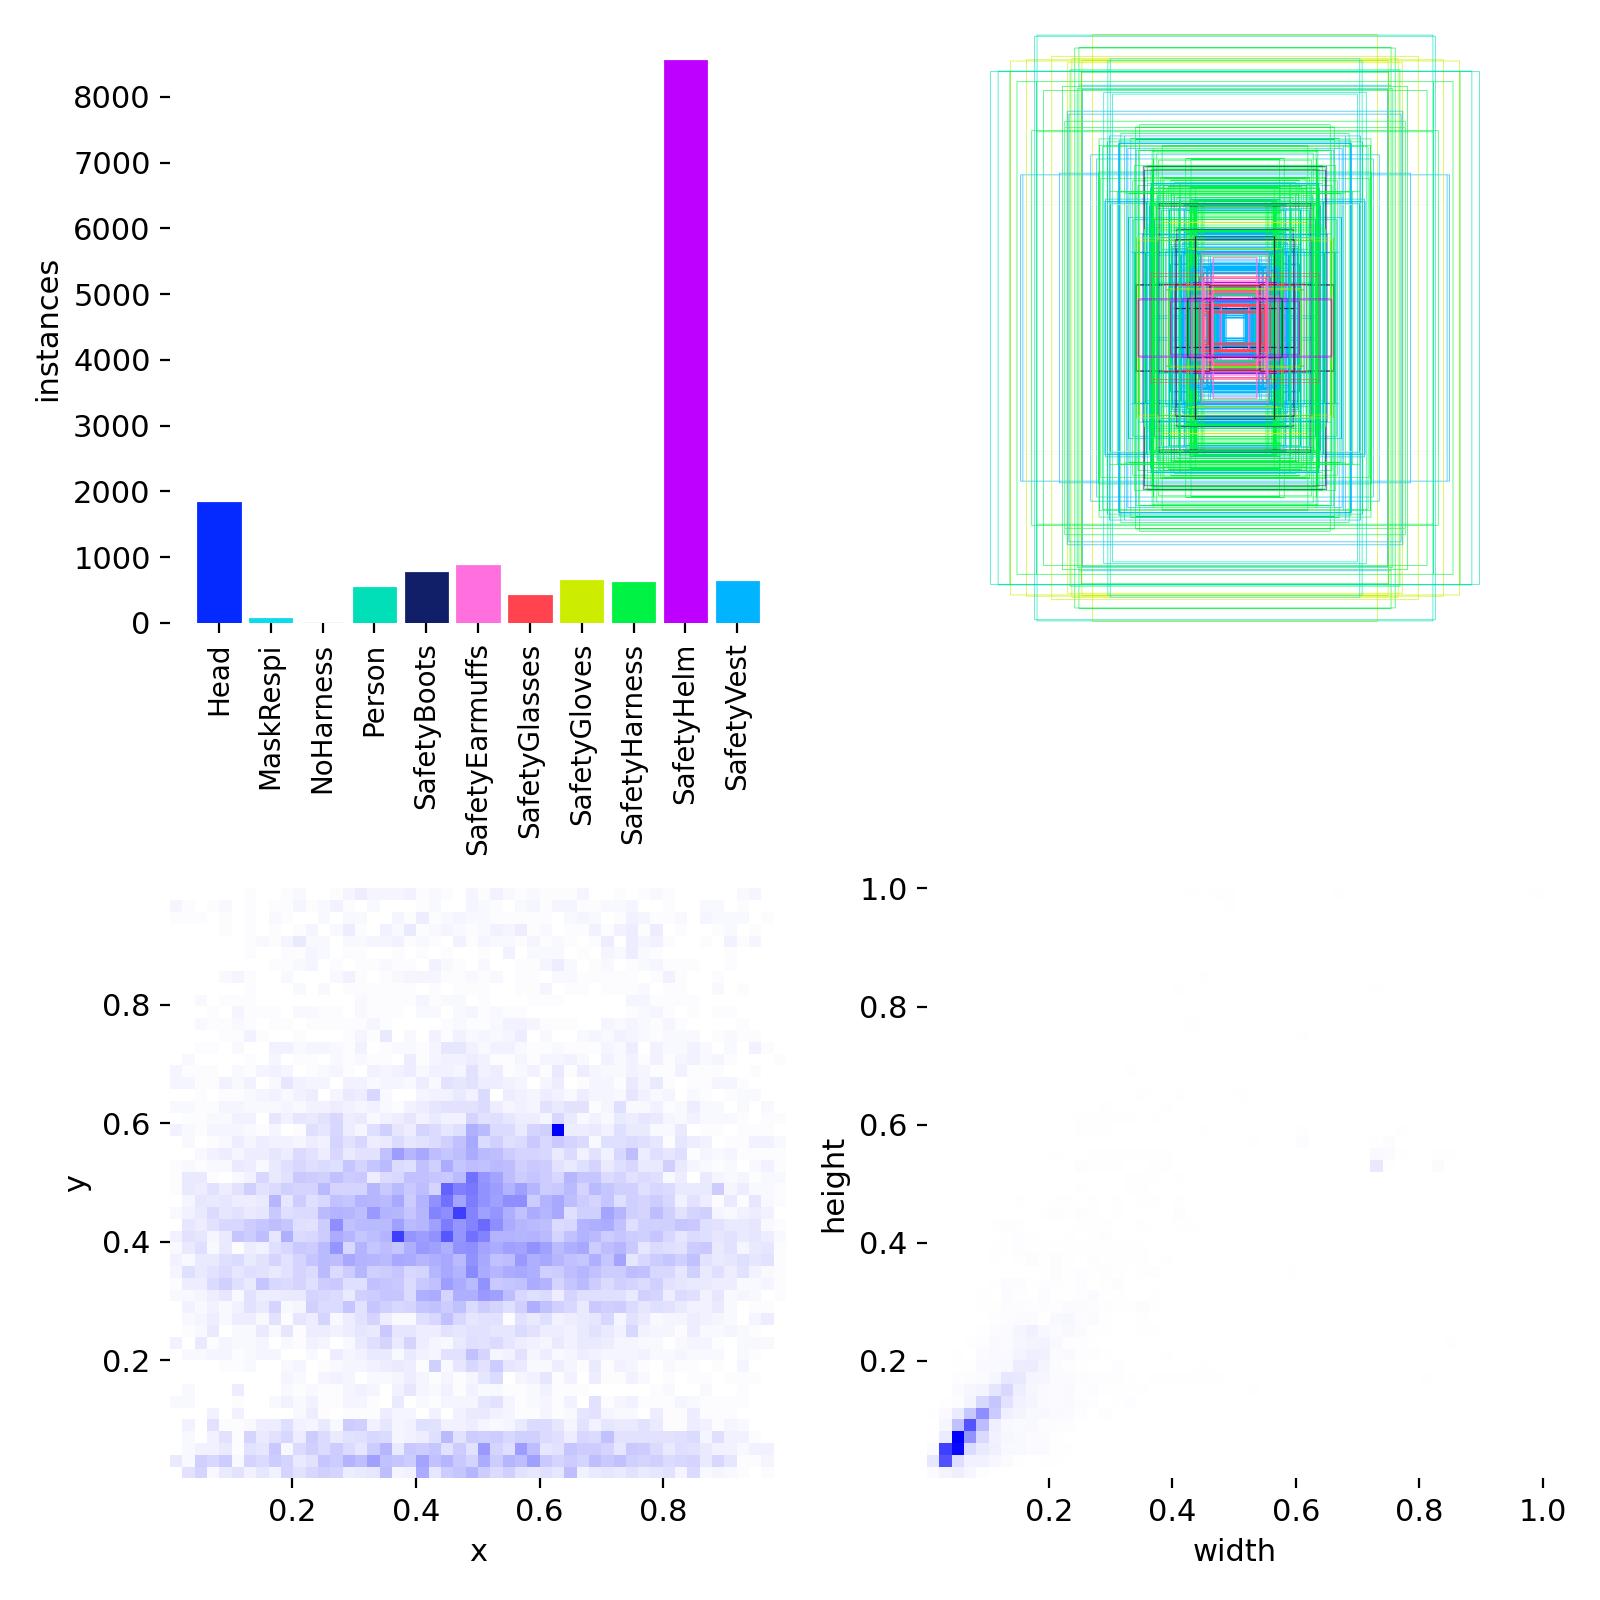 8000
7000
6000
5000
4000
3000
2000
1000
0
instances
Head
MaskRespi
NoHarness
Person
SafetyBoots
SafetyEarmuffs
SafetyGlasses
SafetyGloves
SafetyHarness
SafetyHelm
SafetyVest
0.8
0.6
0.4
0.2
y
0.2 0.4 0.6 0.8
x
1.0
0.8
0.6
0.4
0.2
height
0.2 0.4 0.6 0.8 1.0
width